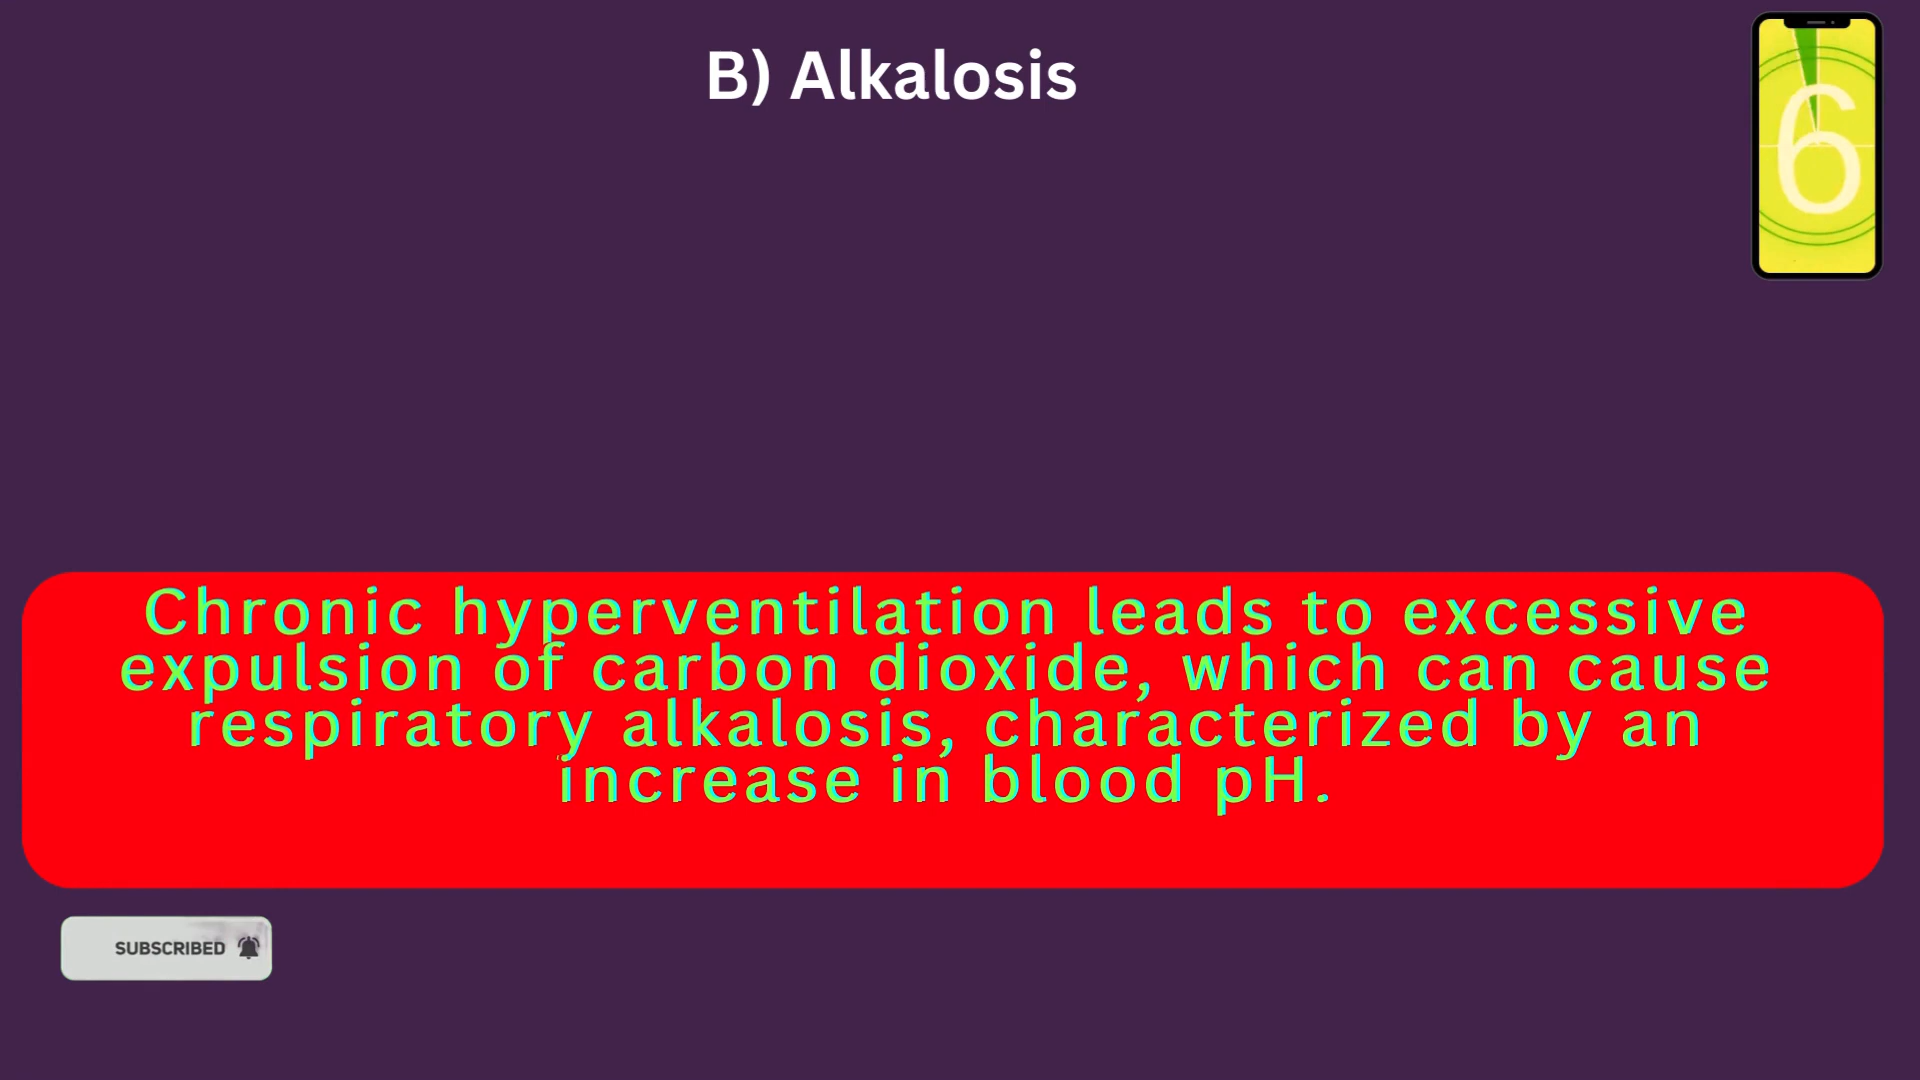 B) Alkalosis
6
Chronic hyperventilation leads to excessive
expulsion of carbon dioxide, which can cause
respiratory alkalosis, characterized by an
increase in blood pH.
SUBSCRIBED